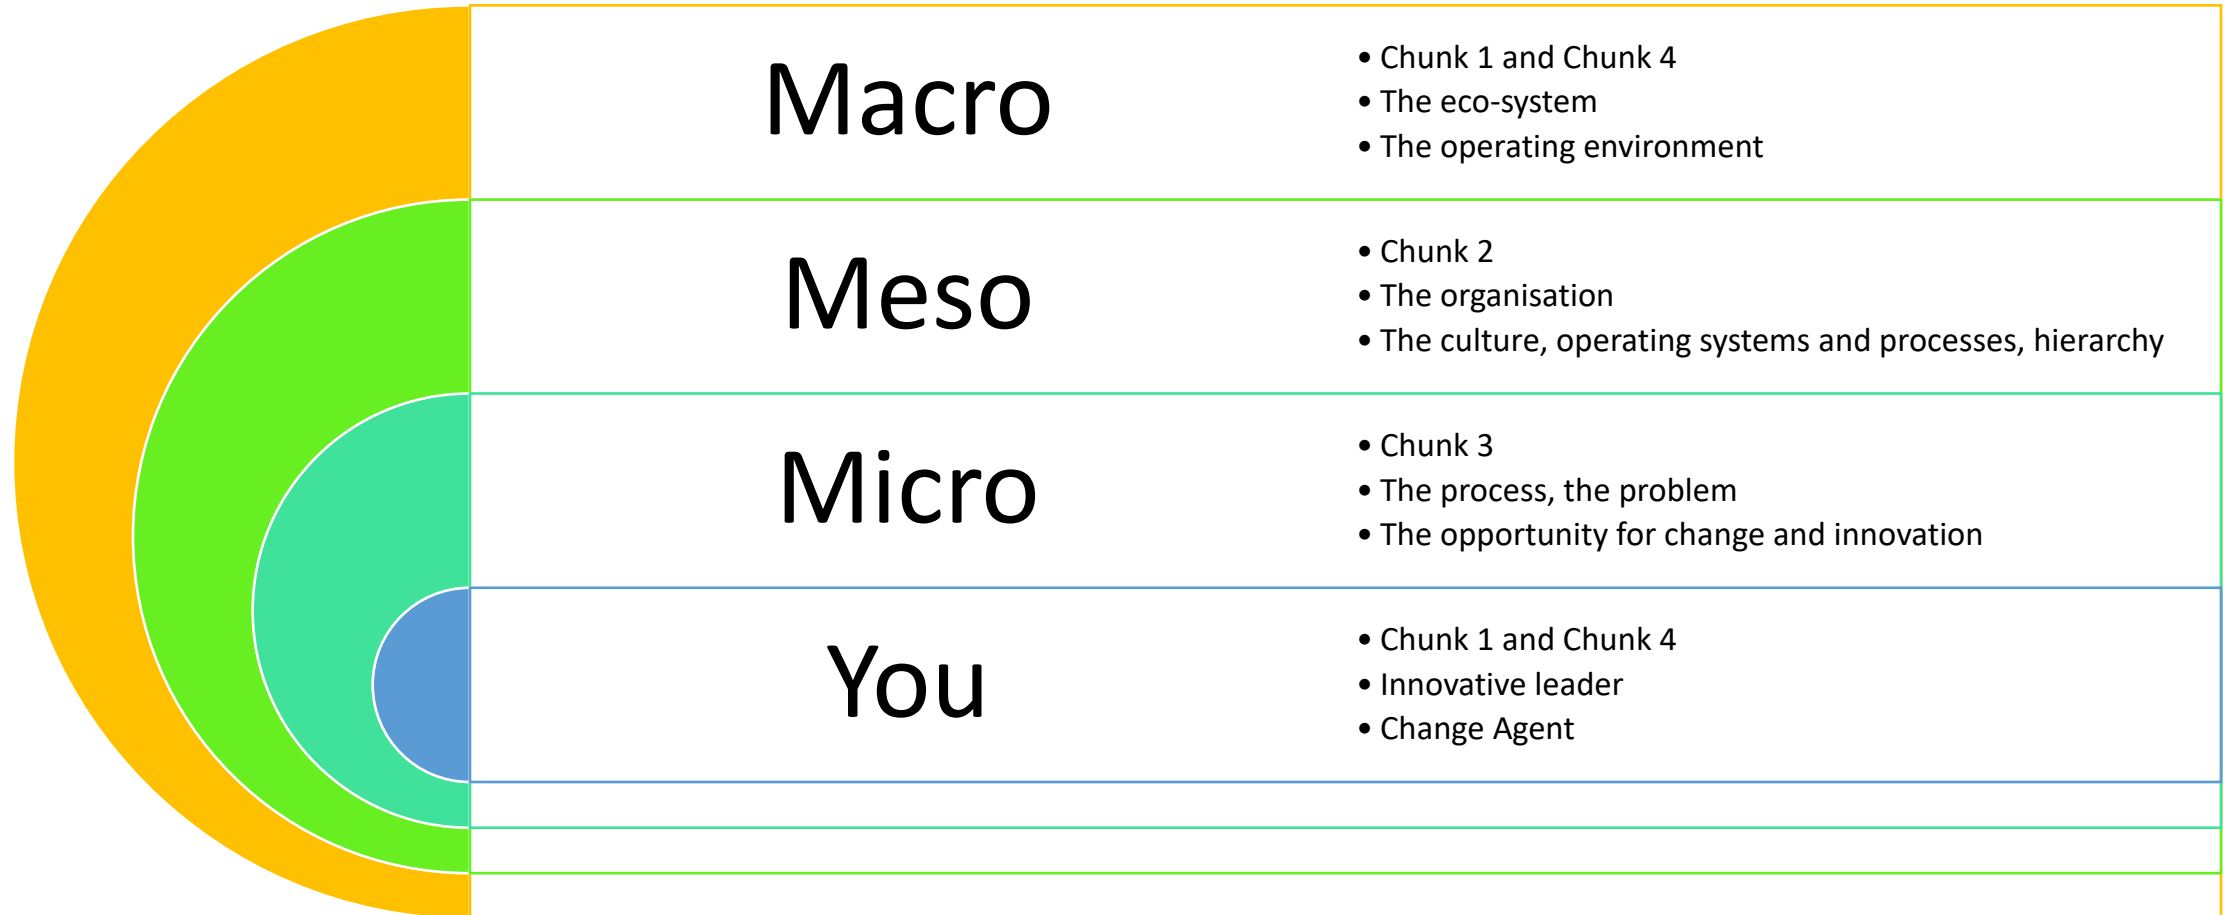 Macro
• Chunk 1 and Chunk 4
• The eco-system
• The operating environment
Meso
• Chunk 2
• The organisation
• The culture, operating systems and processes, hierarchy
Micro
• Chunk 3
• The process, the problem
• The opportunity for change and innovation
You
• Chunk 1 and Chunk 4
• Innovative leader
• Change Agent